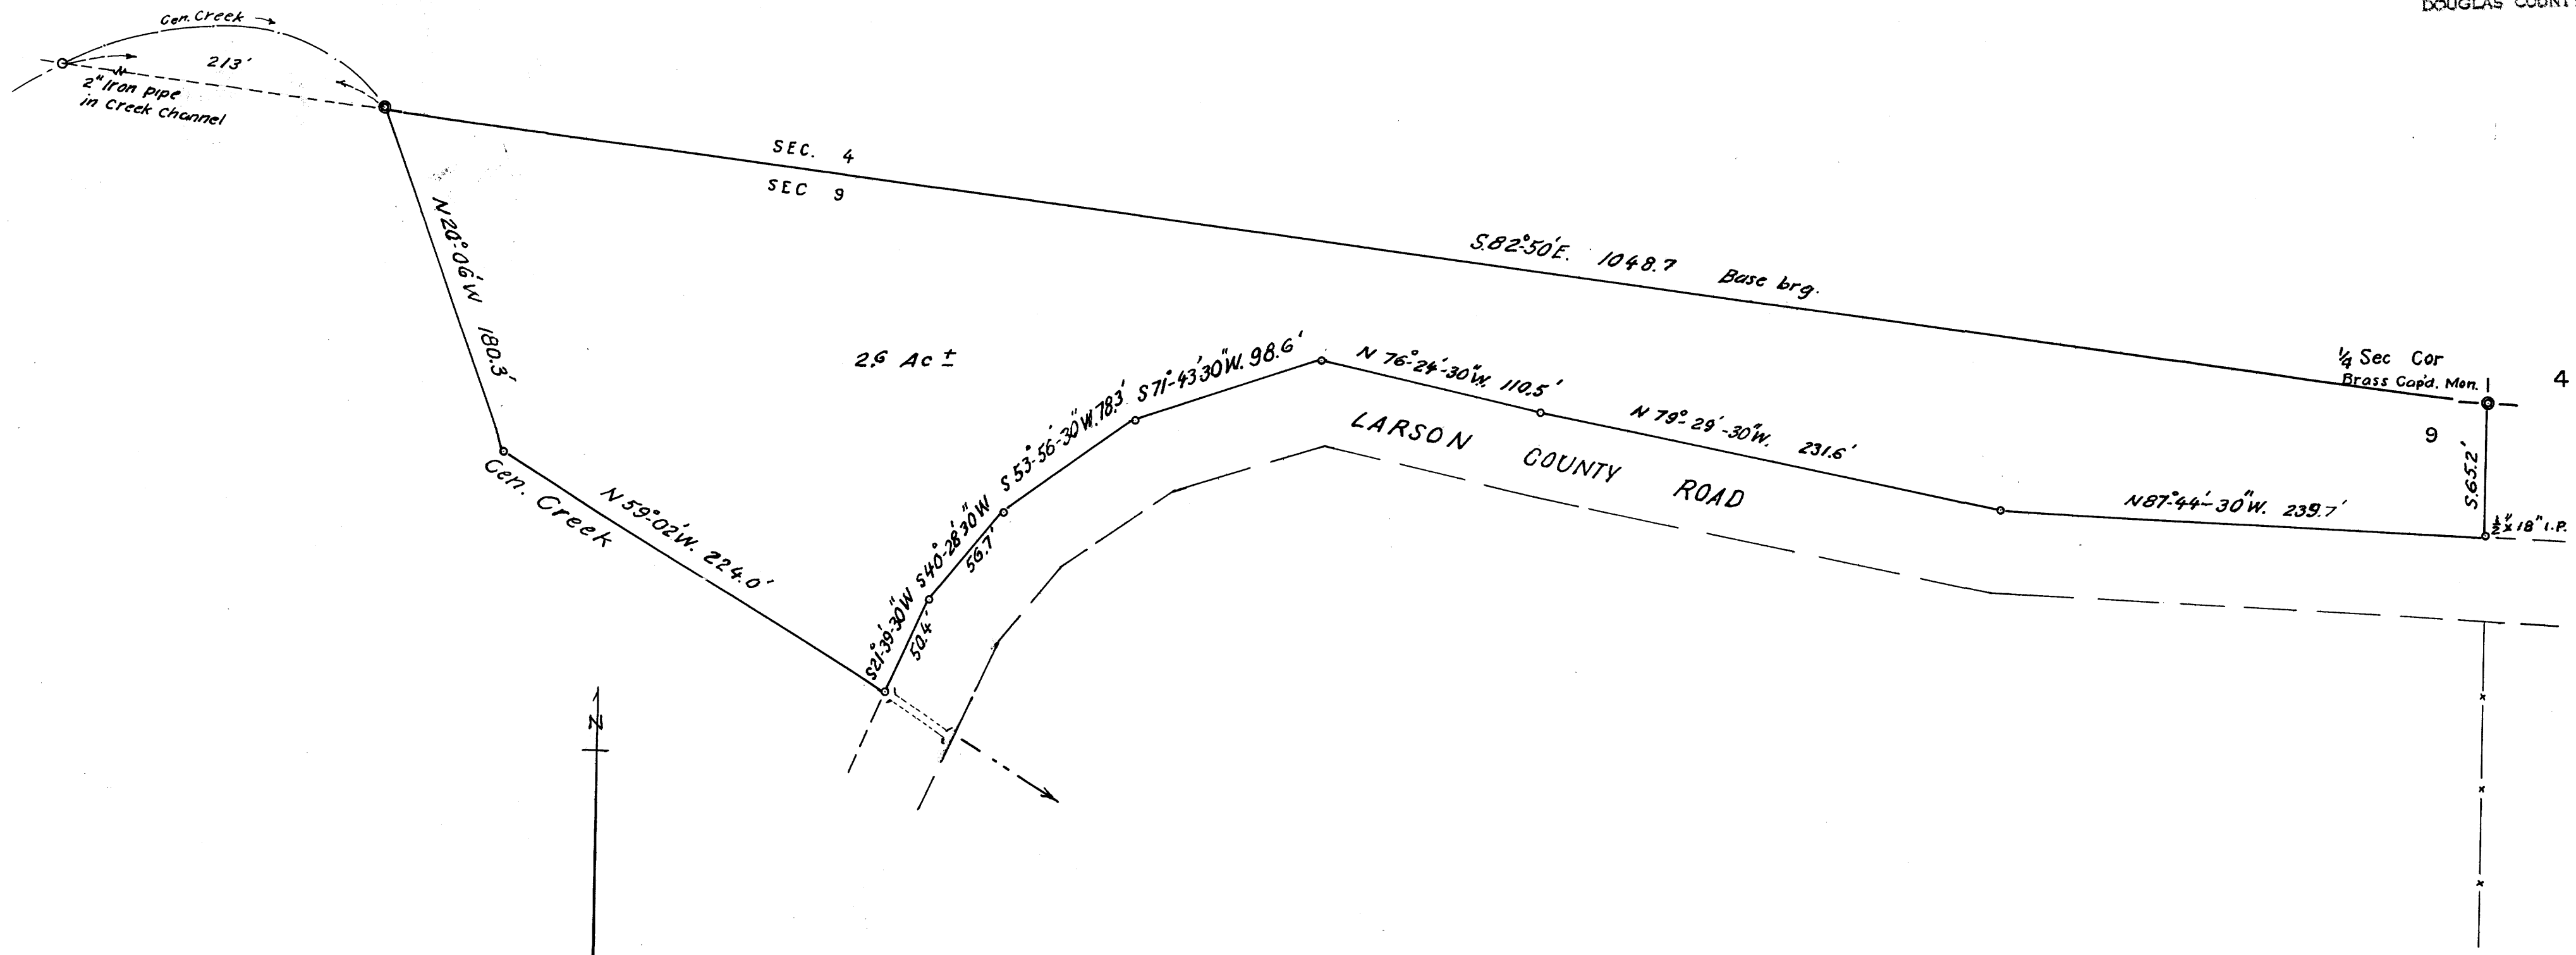 DOUGLAS COUNT
Gen. Creek
213'
2" Iron pipe
in Creek Channel
SEC. 4
SEC 9
S.82°-50'E. 1048.7 Base brg.
N20°-06'W 180.3'
2.6 Ac ±
S71°-43'30"W. 98.6'
N 76°-24'-30"W. 110.5'
¼ Sec Cor
Brass Cap'd. Mon.
4
9
S.65.2'
S 53°-56'-30"W. 78.3'
N 79°-29'-30"W. 231.6'
LARSON COUNTY ROAD
N87°-44'-30"W. 239.7'
½" x 18" I.P.
Gen. Creek
N59°-02'W. 224.0'
S40°-28'-30"W
56.7'
S21°-39'-30"W
50.4'
N